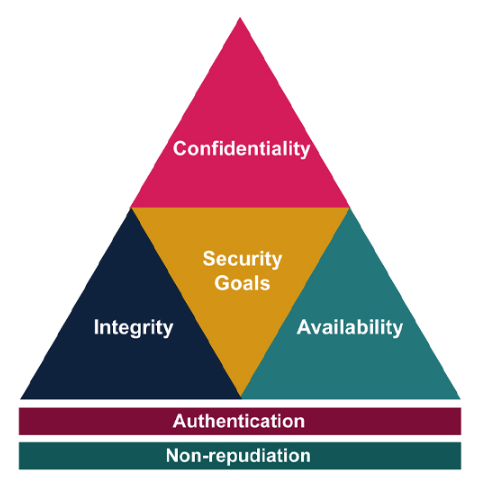 Confidentiality
Security
Goals
Integrity
Availability
Authentication
Non-repudiation